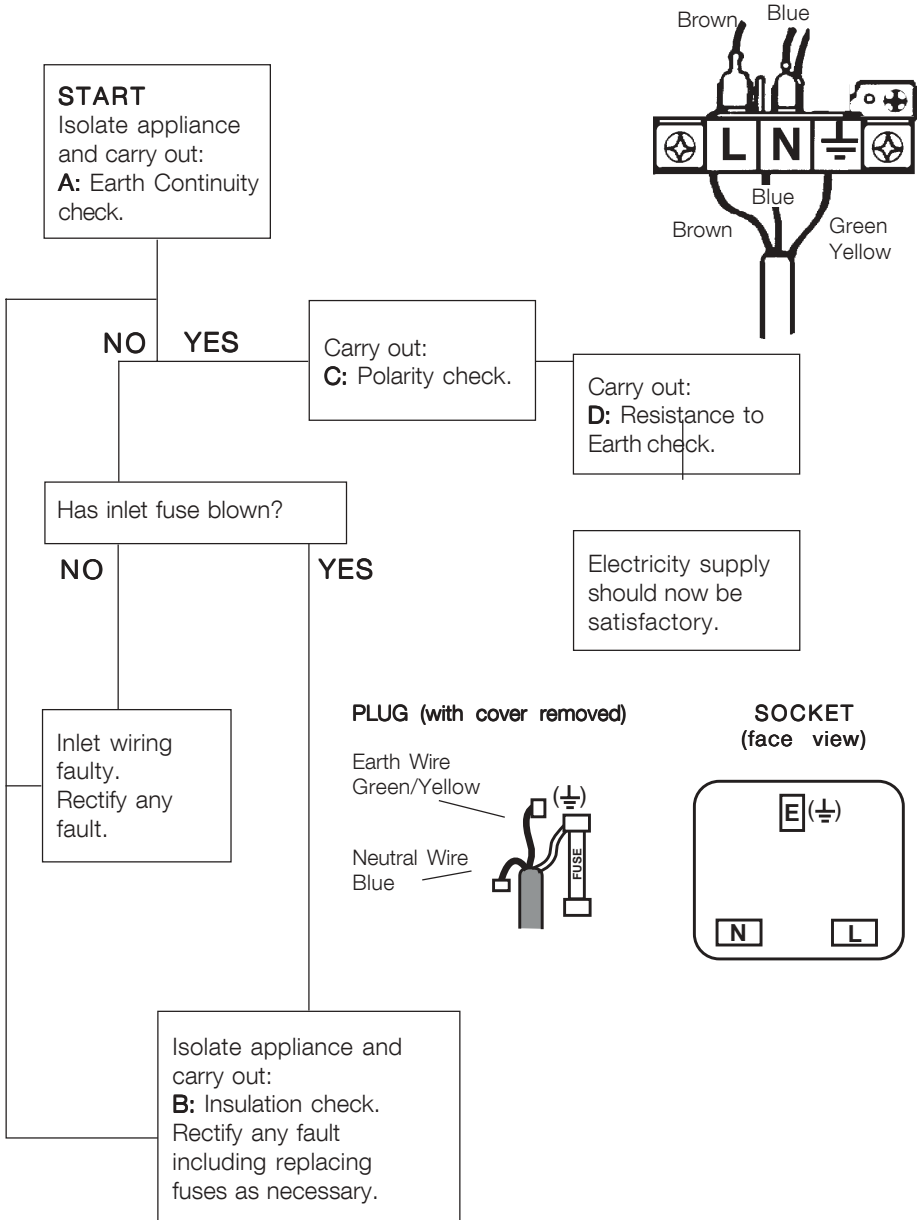 Brown
Blue
L N
Blue
Brown
Green
Yellow
START
Isolate appliance
and carry out:
A: Earth Continuity
check.
NO YES
Carry out:
C: Polarity check.
Carry out:
D: Resistance to
Earth check.
Has inlet fuse blown?
NO
YES
Electricity supply
should now be
satisfactory.
Inlet wiring
faulty.
Rectify any
fault.
PLUG (with cover removed)
Earth Wire
Green/Yellow
Neutral Wire
Blue
(⏚)
FUSE
SOCKET
(face view)
E (⏚)
N
L
Isolate appliance and
carry out:
B: Insulation check.
Rectify any fault
including replacing
fuses as necessary.